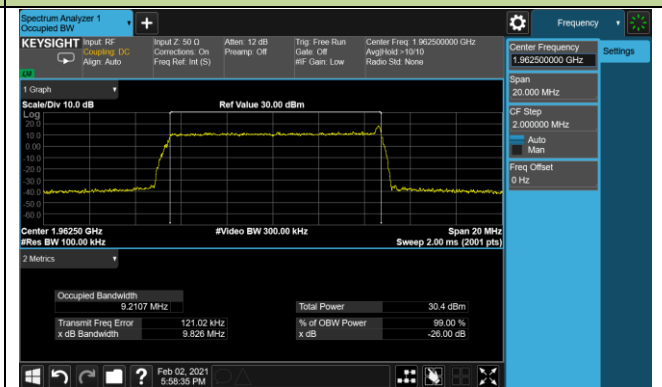 Spectrum Analyzer 1
Occupied BW
+
Frequency
KEYSIGHT
Input: RF
Coupling: DC
Align: Auto
Input Z: 50 Ω
Corrections: On
Freq Ref: Int (S)
Atten: 12 dB
Preamp: Off
Trig: Free Run
Gate: Off
#IF Gain: Low
Center Freq: 1.962500000 GHz
Avg|Hold:>10/10
Radio Std: None
Center Frequency
1.962500000 GHz
Settings
Span
20.000 MHz
CF Step
2.000000 MHz
Auto
Man
Freq Offset
0 Hz
1 Graph
Scale/Div 10.0 dB
Ref Value 30.00 dBm
Log
20.0
10.0
0.00
-10.0
-20.0
-30.0
-40.0
-50.0
-60.0
Center 1.96250 GHz
#Video BW 300.00 kHz
Span 20 MHz
#Res BW 100.00 kHz
Sweep 2.00 ms (2001 pts)
2 Metrics
Occupied Bandwidth
9.2107 MHz
Total Power
30.4 dBm
Transmit Freq Error
121.02 kHz
% of OBW Power
99.00 %
x dB Bandwidth
9.826 MHz
x dB
-26.00 dB
?
Feb 02, 2021
5:58:35 PM